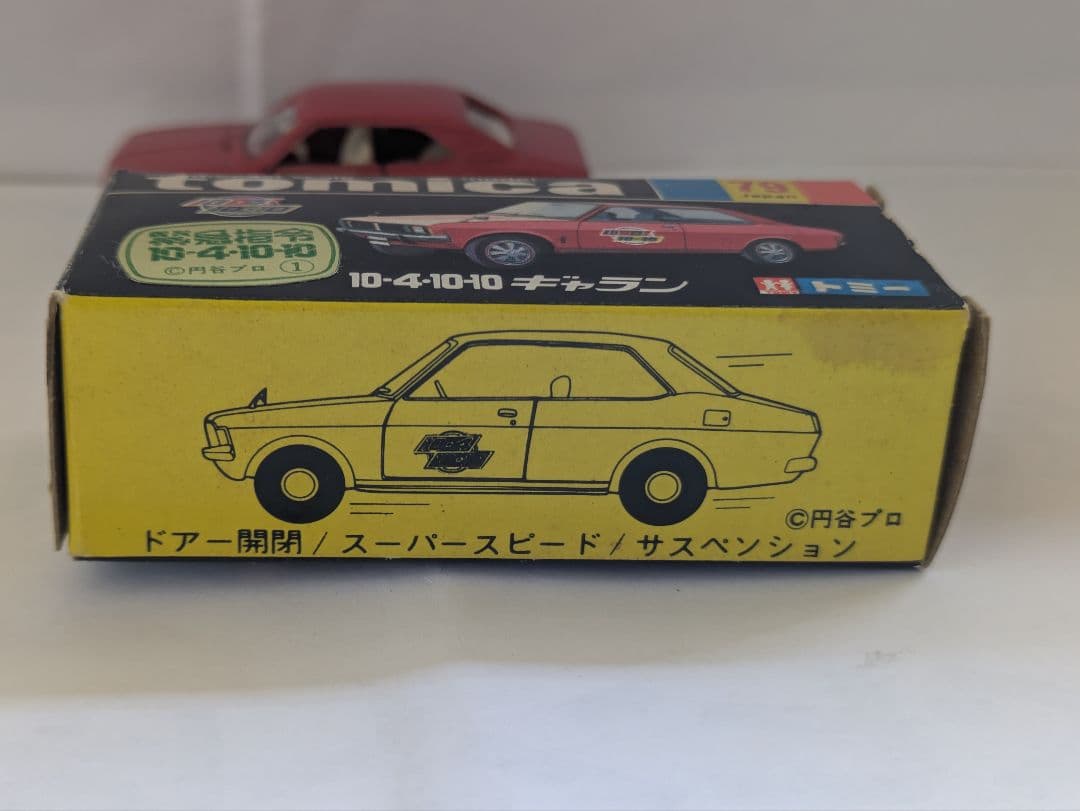 tomica
79
Japan
緊急指令
10-4・10-10
©円谷プロ ①
10-4・10-10 ギャラン
トミー
©円谷プロ
ドアー開閉/スーパースピード/サスペンション